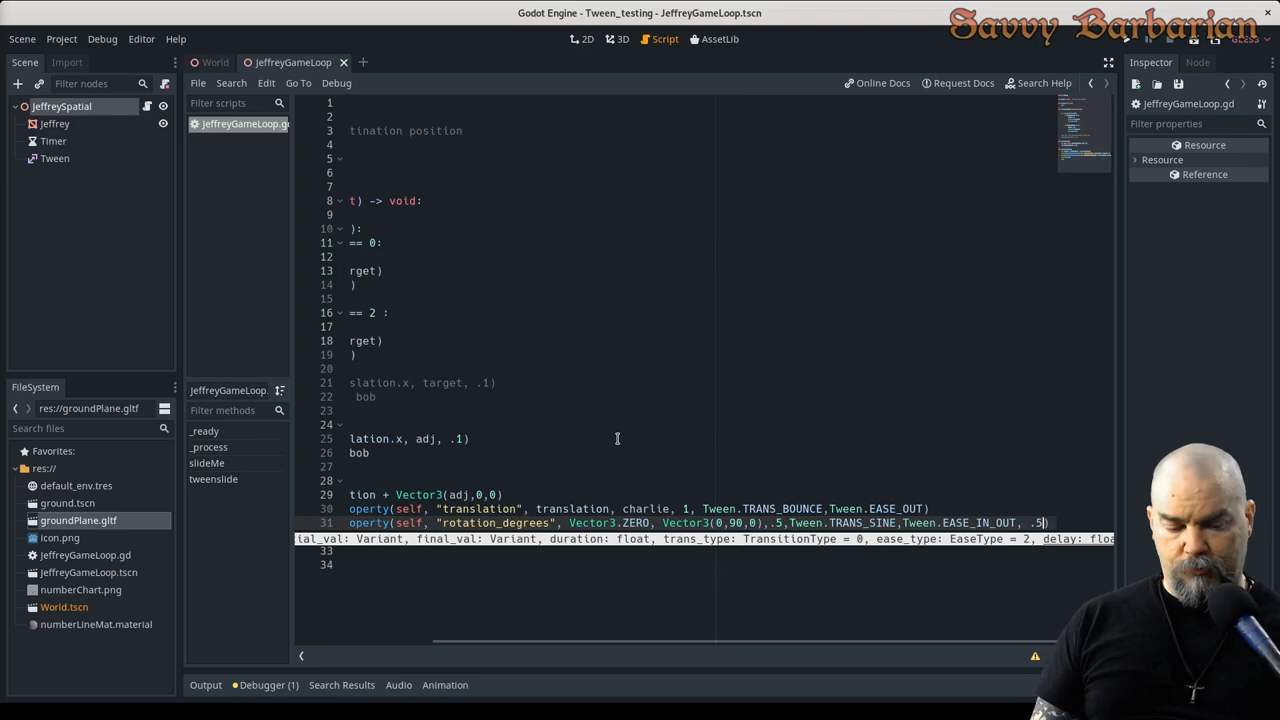 Godot Engine - Tween_testing - JeffreyGameLoop.tscn
Savvy Barbarian
Scene Project Debug Editor Help
2D 3D Script AssetLib
GLES3
Scene Import
World JeffreyGameLoop
Inspector Node
Filter nodes
File Search Edit Go To Debug
Online Docs Request Docs Search Help
JeffreySpatial
Jeffrey
Timer
Tween
Filter scripts
JeffreyGameLoop.gd
JeffreyGameLoop.gd
Filter properties
Resource
Resource
Reference
1
2
3 tination position
4
5
6
7
8 t) -> void:
9
10 ):
11 == 0:
12
13 rget)
14 )
15
16 == 2 :
17
18 rget)
19 )
20
21 slation.x, target, .1)
22 bob
23
24
25 lation.x, adj, .1)
26 bob
27
28
29 tion + Vector3(adj,0,0)
30 operty(self, "translation", translation, charlie, 1, Tween.TRANS_BOUNCE,Tween.EASE_OUT)
31 operty(self, "rotation_degrees", Vector3.ZERO, Vector3(0,90,0),.5,Tween.TRANS_SINE,Tween.EASE_IN_OUT, .5)
ial_val: Variant, final_val: Variant, duration: float, trans_type: TransitionType = 0, ease_type: EaseType = 2, delay: floa
33
34
FileSystem
res://groundPlane.gltf
Search files
Favorites:
res://
default_env.tres
ground.tscn
groundPlane.gltf
icon.png
JeffreyGameLoop.gd
JeffreyGameLoop.tscn
numberChart.png
World.tscn
numberLineMat.material
JeffreyGameLoop.
Filter methods
_ready
_process
slideMe
tweenslide
Output Debugger (1) Search Results Audio Animation